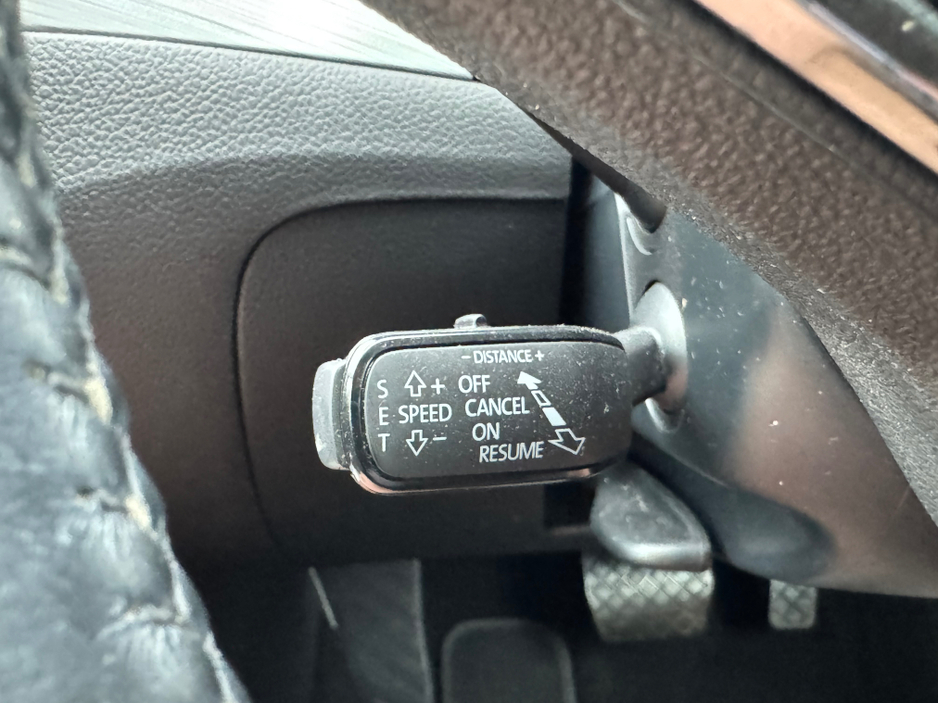 - DISTANCE +
S + OFF
E SPEED CANCEL
T - ON
RESUME